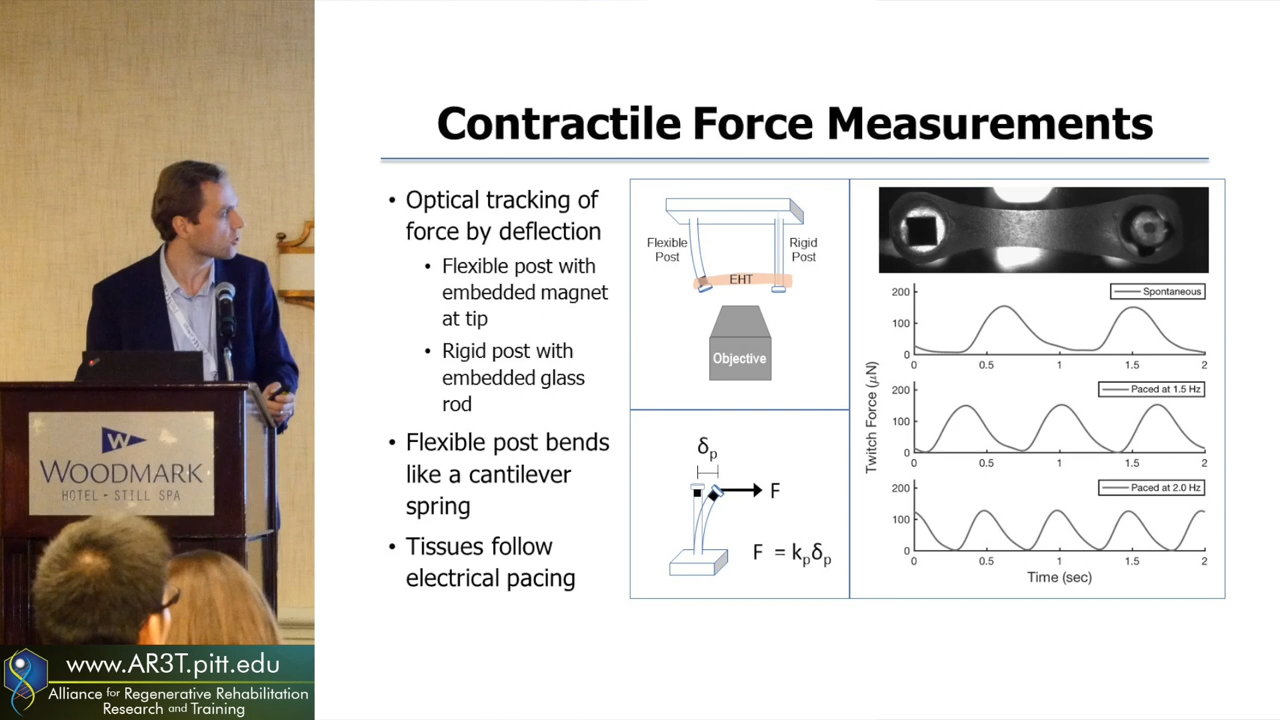 Contractile Force Measurements
• Optical tracking of
force by deflection
• Flexible post with
embedded magnet
at tip
• Rigid post with
embedded glass
rod
• Flexible post bends
like a cantilever
spring
• Tissues follow
electrical pacing
Flexible
Post
Rigid
Post
EHT
Objective
δp
F
F = kpδp
Twitch Force (μN)
200
100
0
Spontaneous
0 0.5 1 1.5 2
200
100
0
Paced at 1.5 Hz
0 0.5 1 1.5 2
200
100
0
Paced at 2.0 Hz
0 0.5 1 1.5 2
Time (sec)
W
WOODMARK
HOTEL • STILL SPA
www.AR3T.pitt.edu
Alliance for Regenerative Rehabilitation
Research and Training